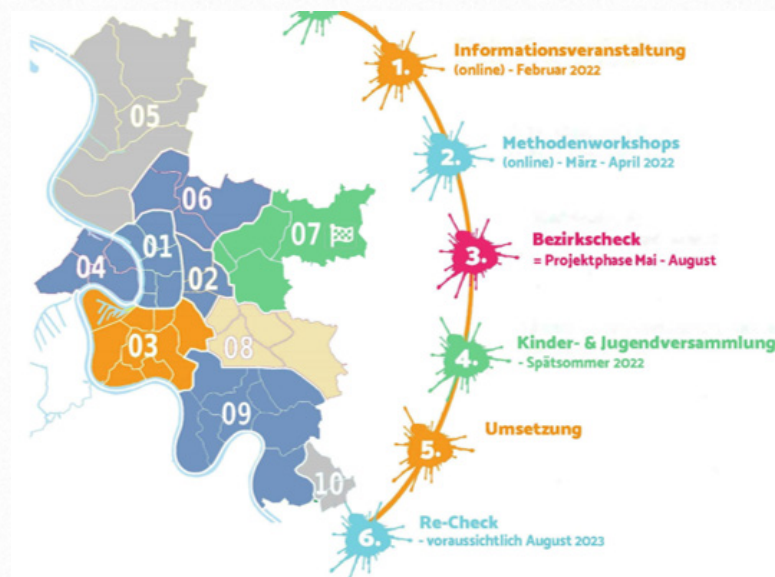 05
06
07
01
04
02
03
08
09
10
1.
Informationsveranstaltung
(online) - Februar 2022
2.
Methodenworkshops
(online) - März - April 2022
3.
Bezirkscheck
= Projektphase Mai - August
4.
Kinder- & Jugendversammlung
- Spätsommer 2022
5.
Umsetzung
6.
Re-Check
- voraussichtlich August 2023